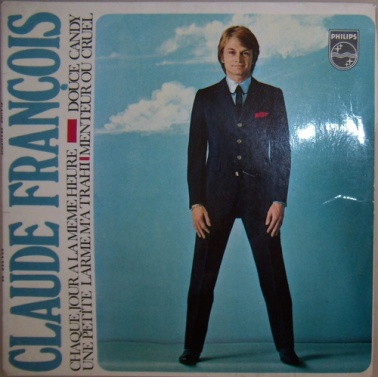 CLAUDE FRANÇOIS
CHAQUE JOUR A LA MEME HEURE DOUCE CANDY
UNE PETITE LARME M'A TRAHI MENTEUR OU CRUEL
PHILIPS